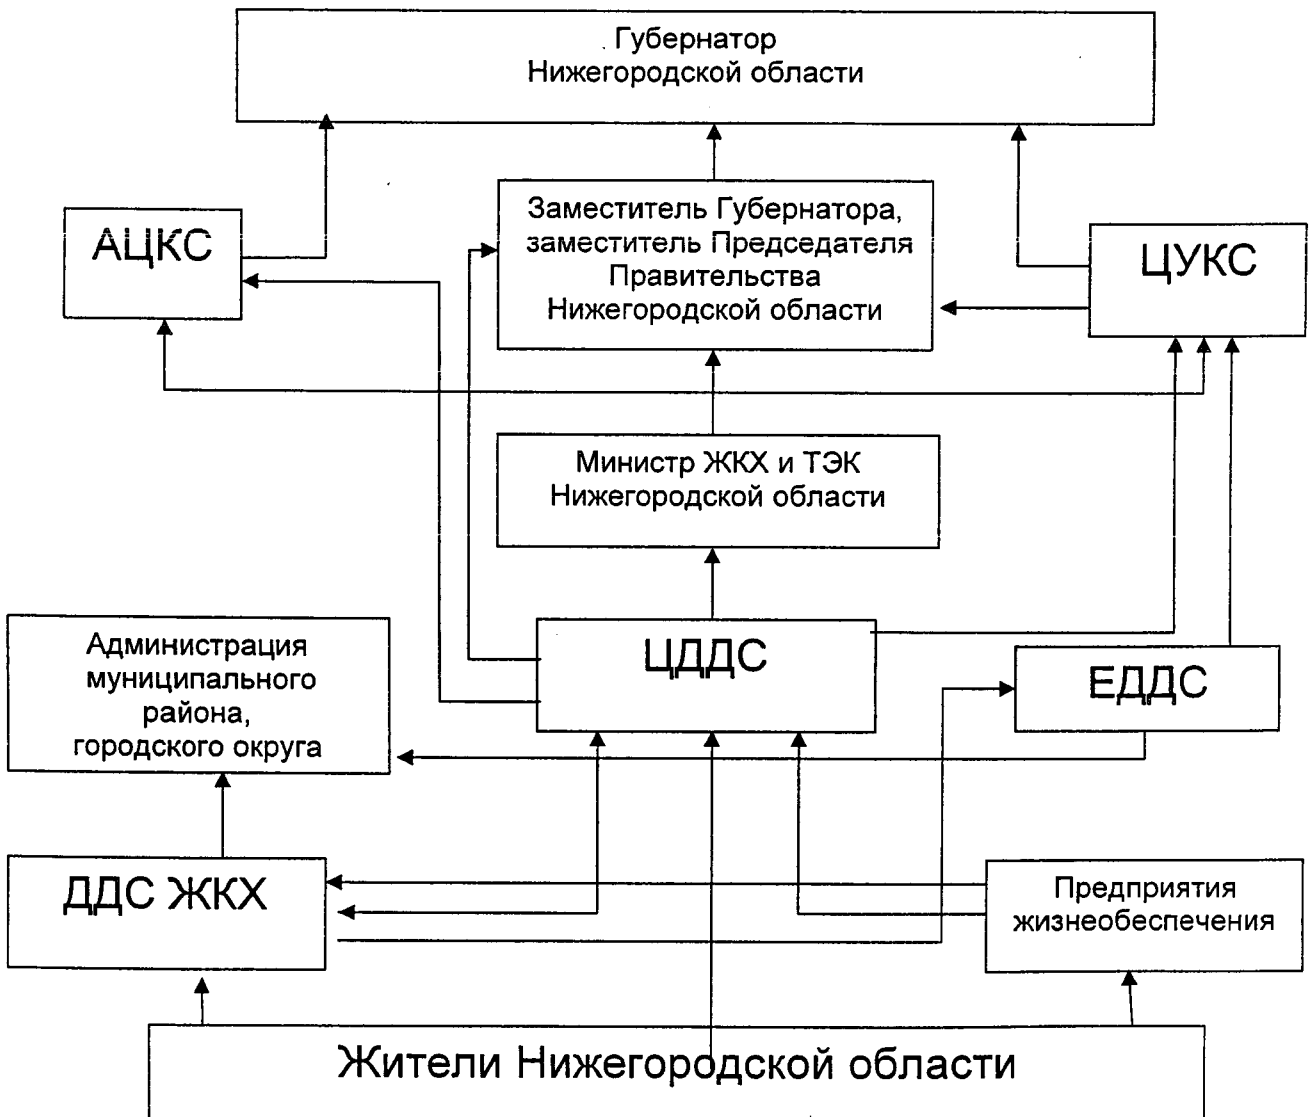 Губернатор
Нижегородской области
Заместитель Губернатора,
заместитель Председателя
Правительства
Нижегородской области
АЦКС
ЦУКС
Министр ЖКХ и ТЭК
Нижегородской области
Администрация
муниципального
района,
городского округа
ЦДДС
ЕДДС
ДДС ЖКХ
Предприятия
жизнеобеспечения
Жители Нижегородской области